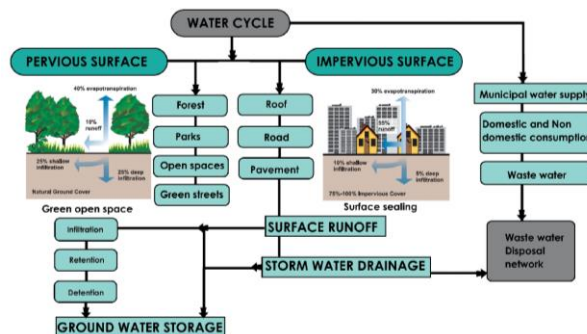 WATER CYCLE
PERVIOUS SURFACE
IMPERVIOUS SURFACE
40% evapotranspiration
10%
runoff
25% shallow
infiltration
25% deep
infiltration
Natural Ground Cover
Green open space
Forest
Parks
Open spaces
Green streets
Roof
Road
Pavement
30% evapotranspiration
55%
runoff
10% shallow
infiltration
5% deep
infiltration
75%-100% Impervious Cover
Surface sealing
Municipal water supply
Domestic and Non
domestic consumption
Waste water
Waste water
Disposal
network
Infiltration
Retention
Detention
SURFACE RUNOFF
STORM WATER DRAINAGE
GROUND WATER STORAGE